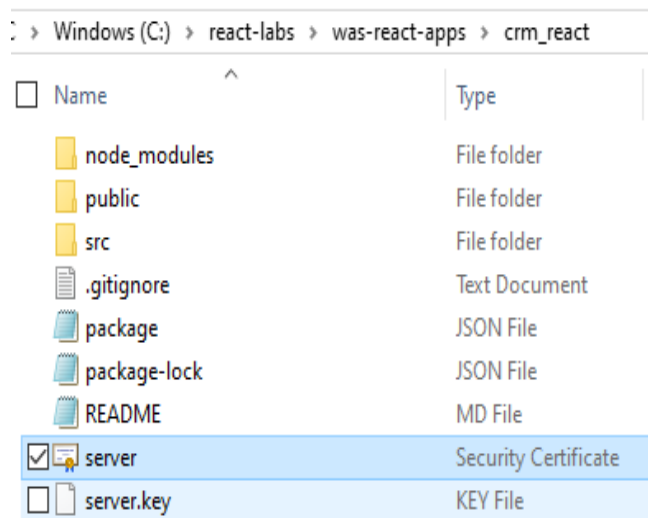 > Windows (C:) > react-labs > was-react-apps > crm_react
Name Type
node_modules File folder
public File folder
src File folder
.gitignore Text Document
package JSON File
package-lock JSON File
README MD File
server Security Certificate
server.key KEY File